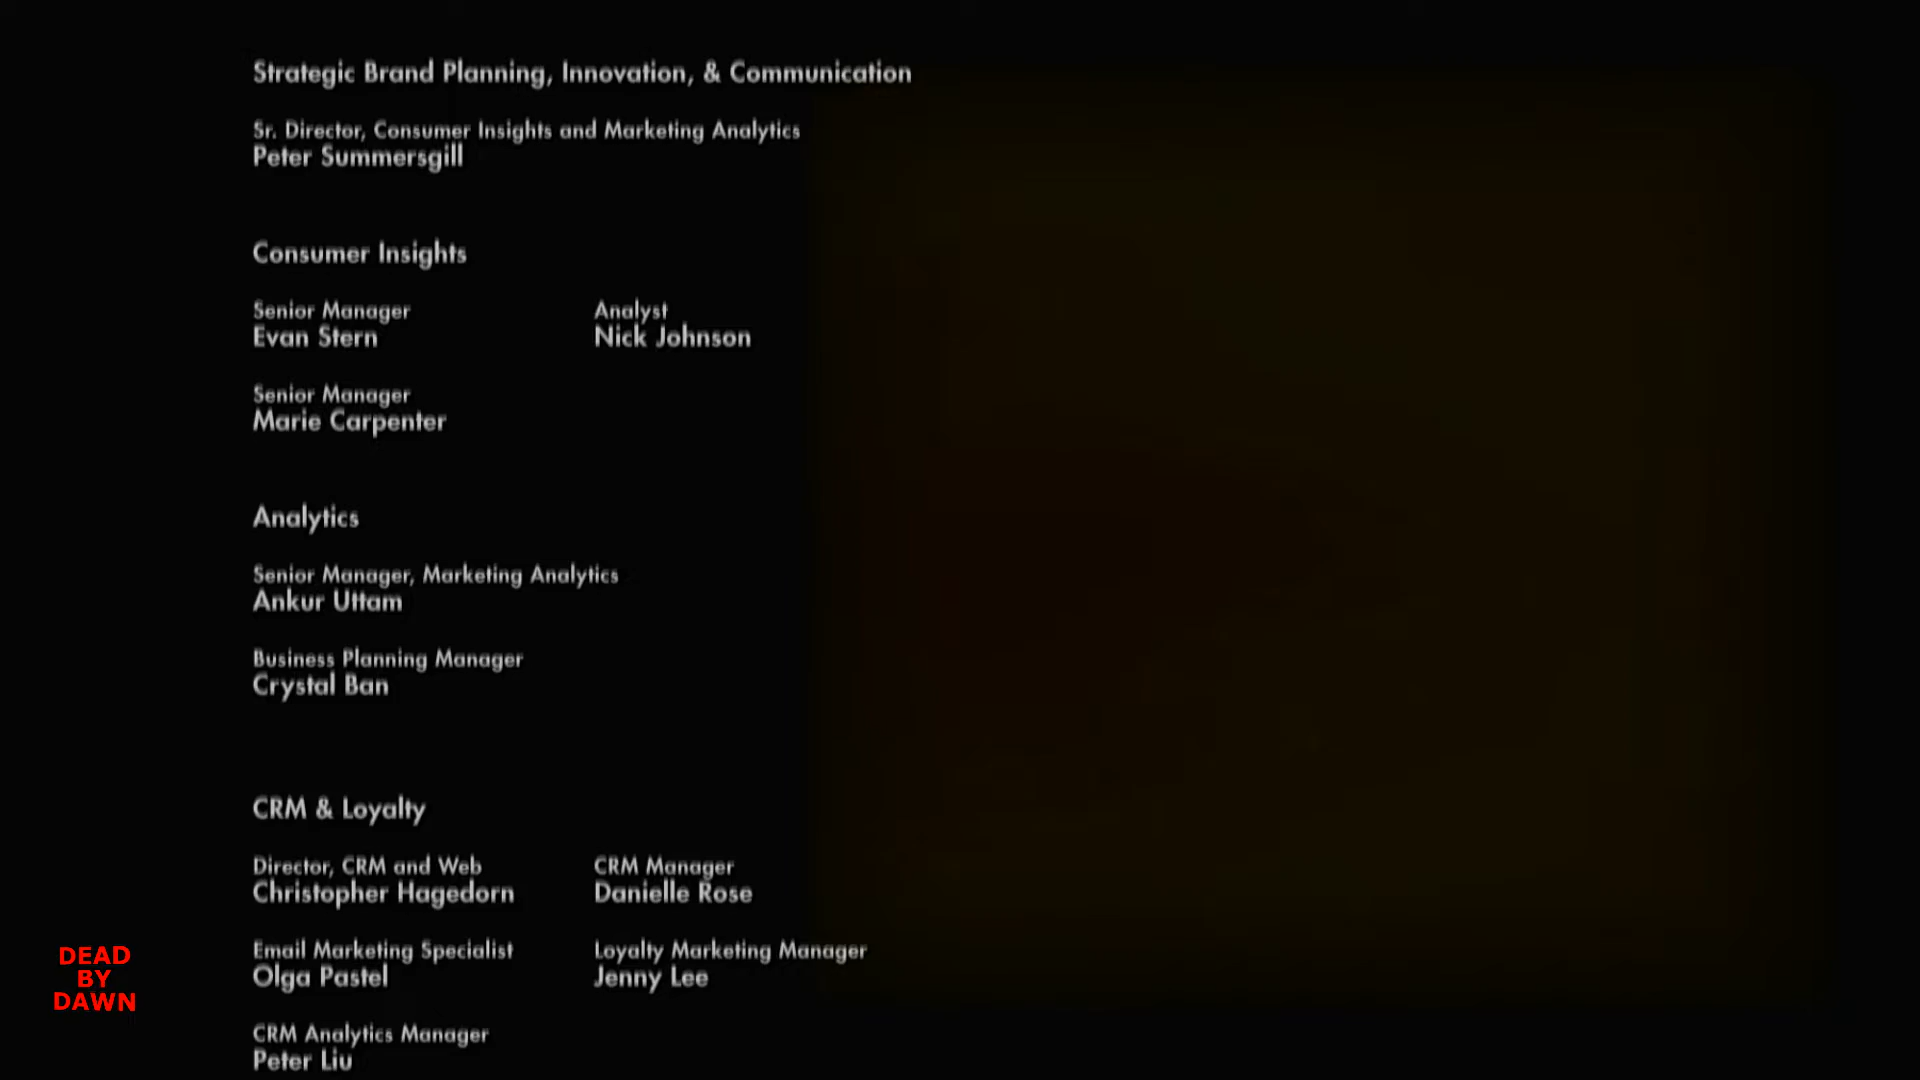 Strategic Brand Planning, Innovation, & Communication
Sr. Director, Consumer Insights and Marketing Analytics
Peter Summersgill
Consumer Insights
Senior Manager
Evan Stern
Analyst
Nick Johnson
Senior Manager
Marie Carpenter
Analytics
Senior Manager, Marketing Analytics
Ankur Uttam
Business Planning Manager
Crystal Ban
CRM & Loyalty
Director, CRM and Web
Christopher Hagedorn
CRM Manager
Danielle Rose
Email Marketing Specialist
Olga Pastel
Loyalty Marketing Manager
Jenny Lee
CRM Analytics Manager
Peter Liu
DEAD
BY
DAWN